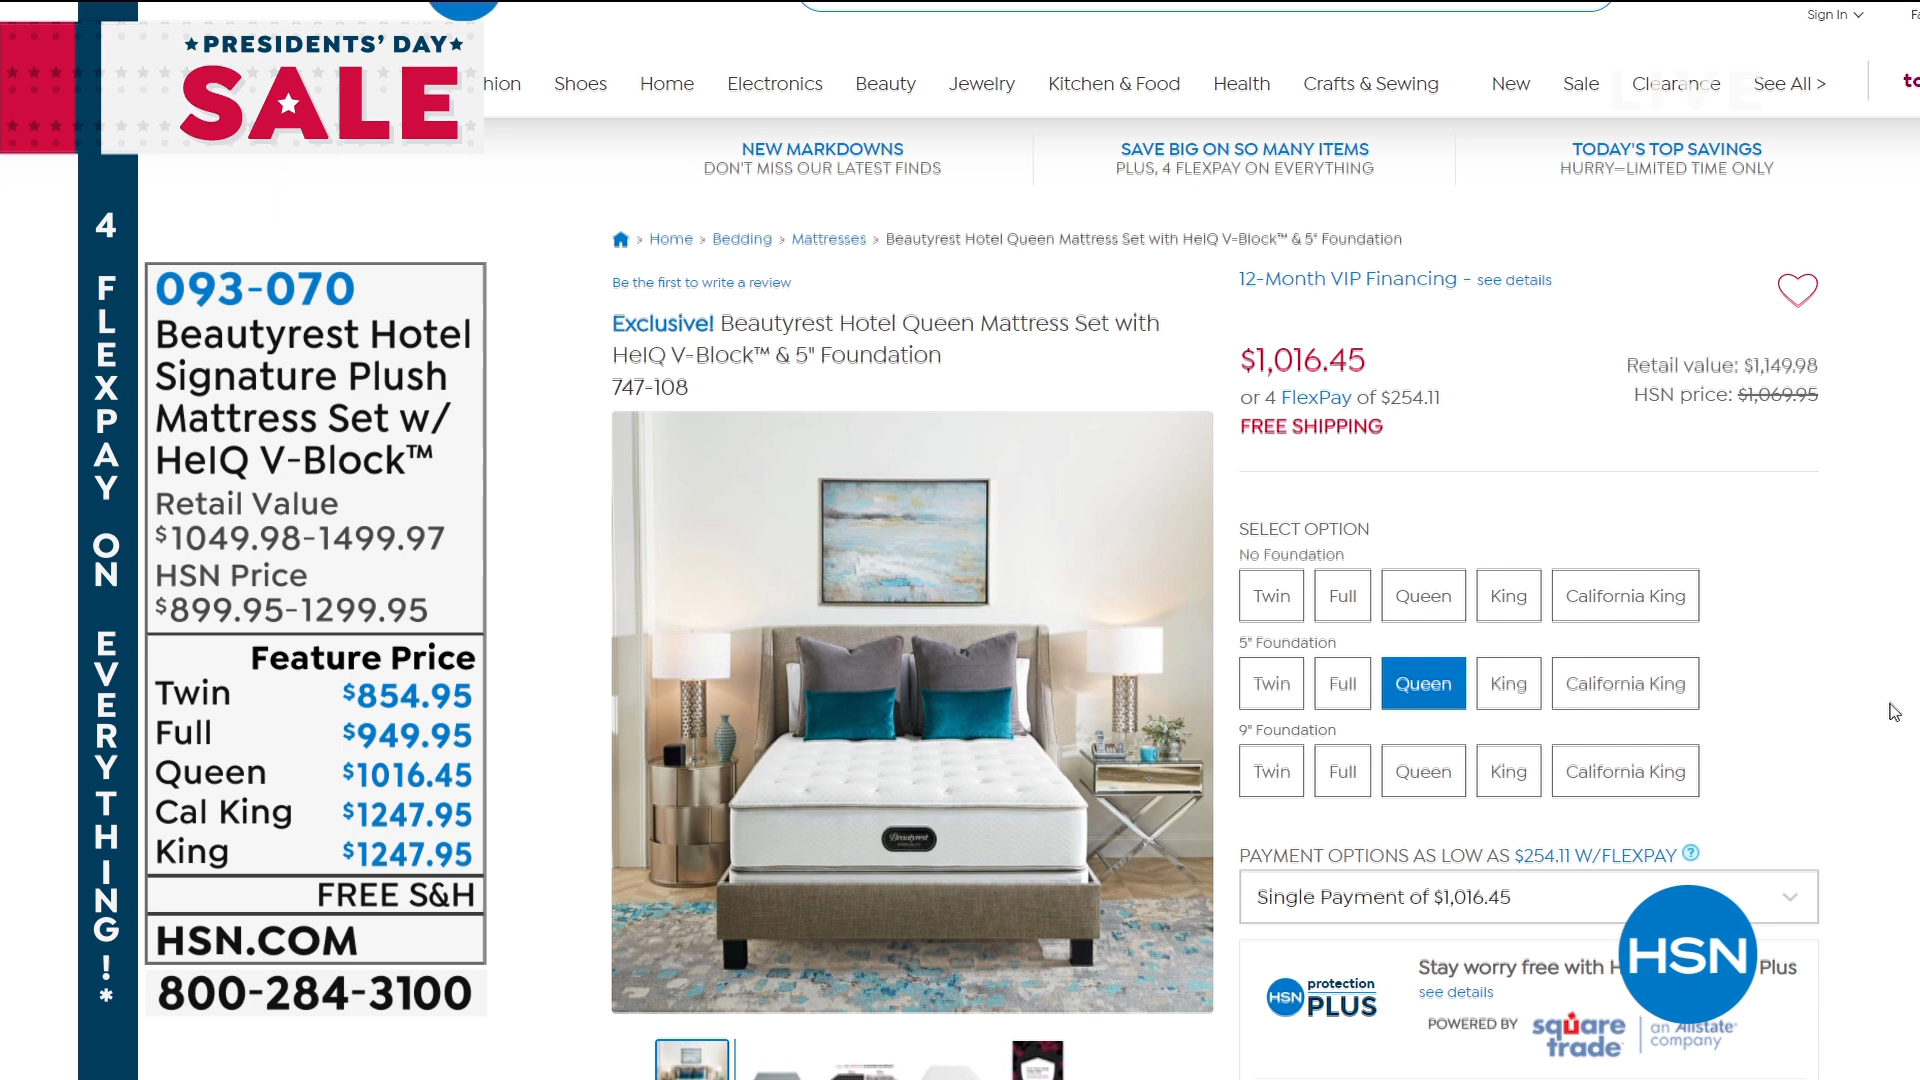 PRESIDENTS' DAY
SALE
4 FLEXPAY ON EVERYTHING!*
093-070
Beautyrest Hotel
Signature Plush
Mattress Set w/
HeIQ V-Block™
Retail Value
$1049.98-1499.97
HSN Price
$899.95-1299.95
Feature Price
Twin $854.95
Full $949.95
Queen $1016.45
Cal King $1247.95
King $1247.95
FREE S&H
HSN.COM
800-284-3100
Sign In
hion Shoes Home Electronics Beauty Jewelry Kitchen & Food Health Crafts & Sewing New Sale Clearance See All >
LIVE
NEW MARKDOWNS
DON'T MISS OUR LATEST FINDS
SAVE BIG ON SO MANY ITEMS
PLUS, 4 FLEXPAY ON EVERYTHING
TODAY'S TOP SAVINGS
HURRY—LIMITED TIME ONLY
> Home > Bedding > Mattresses > Beautyrest Hotel Queen Mattress Set with HeIQ V-Block™ & 5" Foundation
Be the first to write a review
Exclusive! Beautyrest Hotel Queen Mattress Set with
HeIQ V-Block™ & 5" Foundation
747-108
Beautyrest
12-Month VIP Financing - see details
$1,016.45
Retail value: $1,149.98
HSN price: $1,069.95
or 4 FlexPay of $254.11
FREE SHIPPING
SELECT OPTION
No Foundation
Twin Full Queen King California King
5" Foundation
Twin Full Queen King California King
9" Foundation
Twin Full Queen King California King
PAYMENT OPTIONS AS LOW AS $254.11 W/FLEXPAY ?
Single Payment of $1,016.45
HSN protection PLUS
Stay worry free with H Plus
see details
POWERED BY square trade an Allstate company
HSN